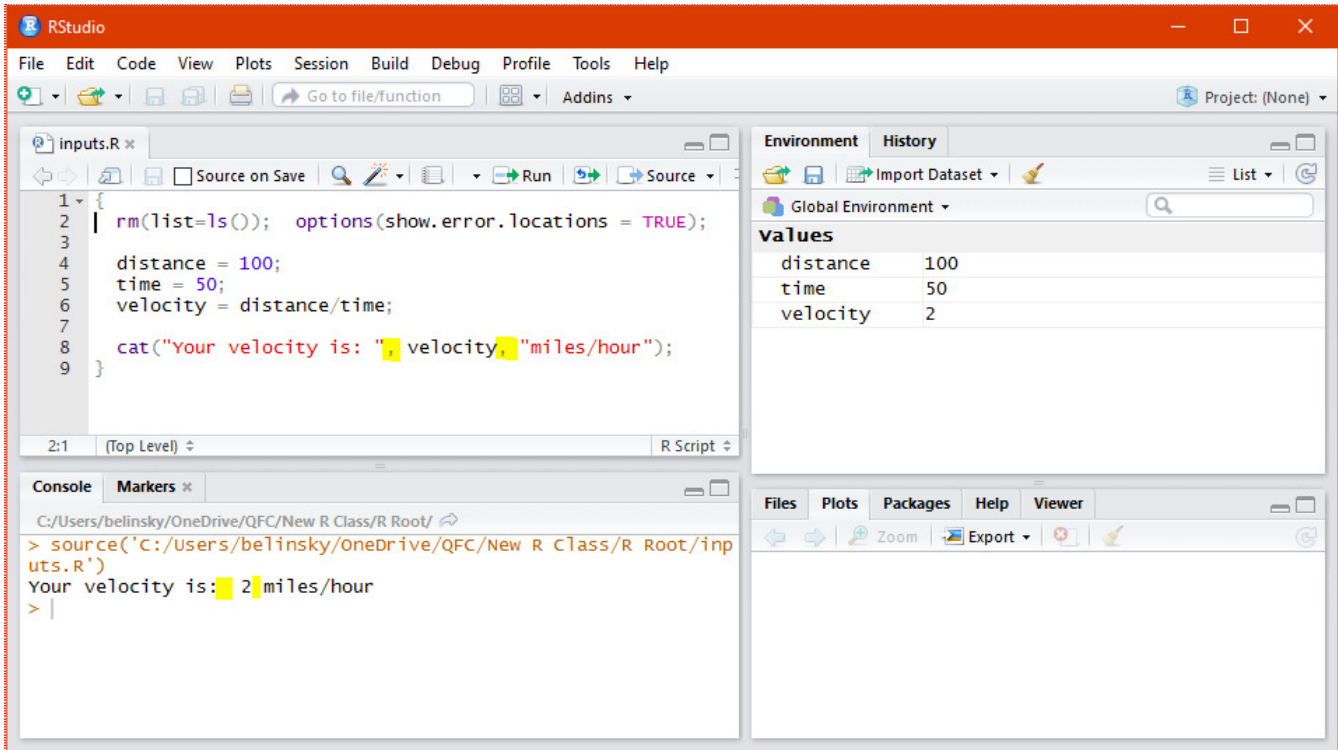 RStudio
File Edit Code View Plots Session Build Debug Profile Tools Help
Go to file/function Addins Project: (None)
inputs.R
Source on Save Run Source
1 {
2 rm(list=ls()); options(show.error.locations = TRUE);
3
4 distance = 100;
5 time = 50;
6 velocity = distance/time;
7
8 cat("Your velocity is: ", velocity, "miles/hour");
9 }
2:1 (Top Level) R Script
Console Markers
C:/Users/belinsky/OneDrive/QFC/New R Class/R Root/
> source('C:/Users/belinsky/OneDrive/QFC/New R Class/R Root/inp
uts.R')
Your velocity is:  2 miles/hour
>
Environment History
Import Dataset List
Global Environment
Values
distance 100
time 50
velocity 2
Files Plots Packages Help Viewer
Zoom Export